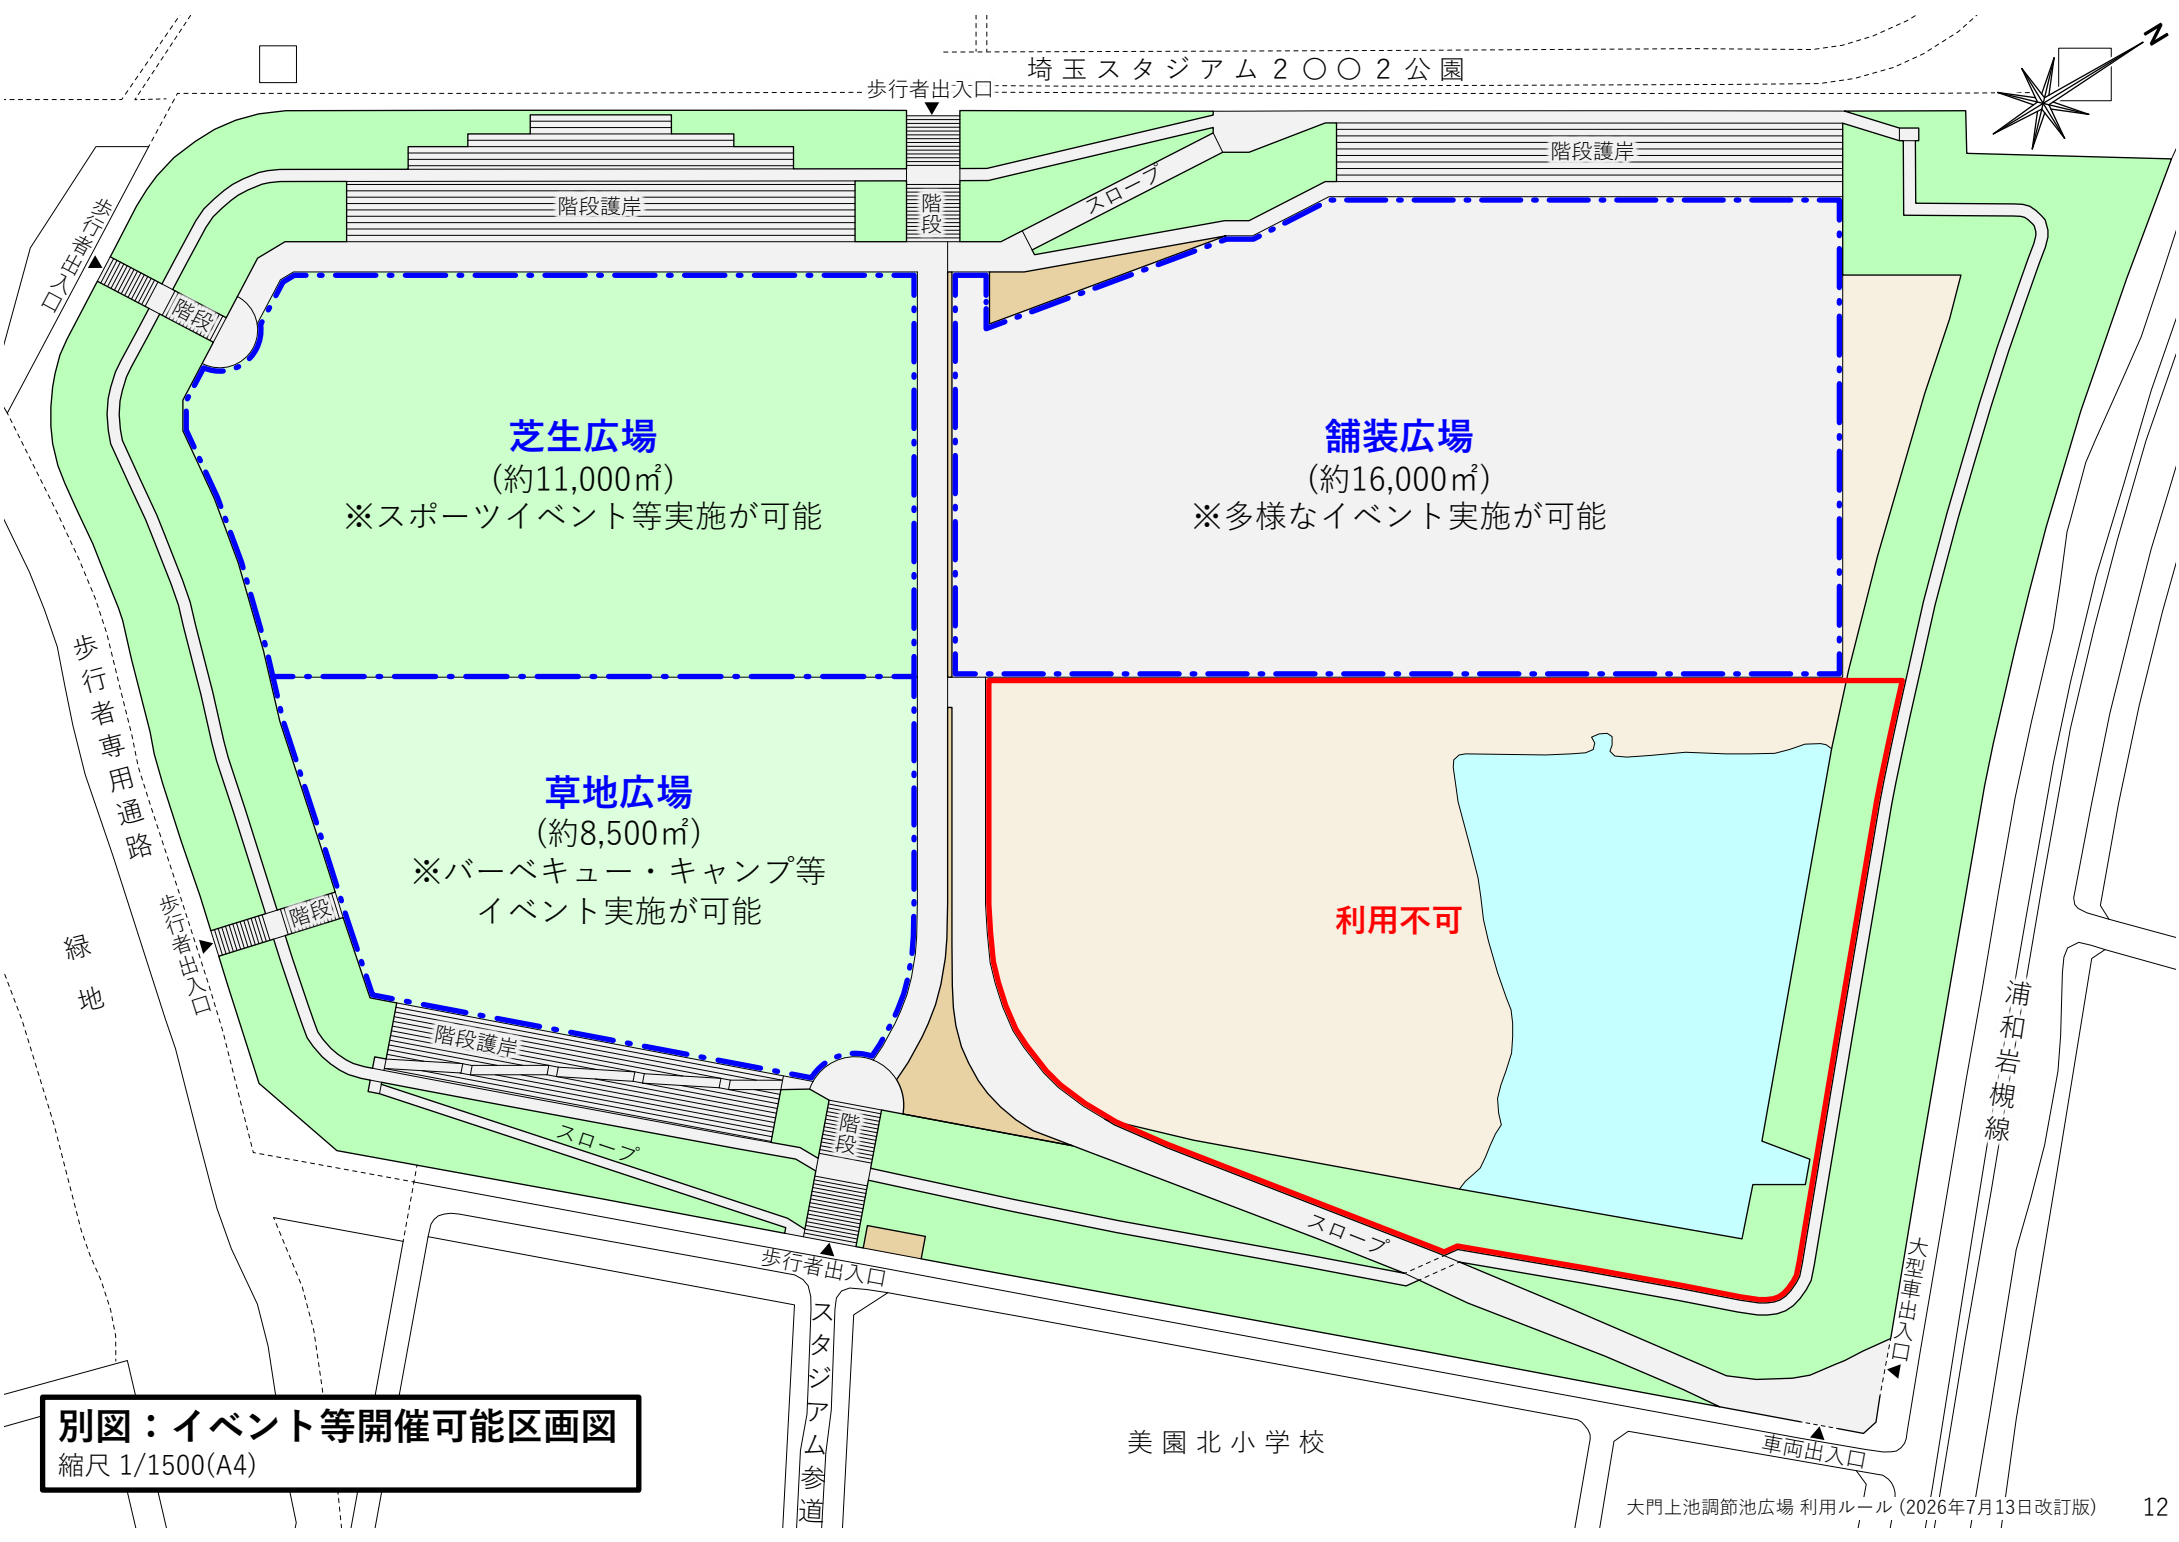 埼玉スタジアム２〇〇２公園
N
歩行者出入口
階段護岸
階段護岸
階段
スロープ
歩行者出入口
階段
芝生広場
(約11,000㎡)
※スポーツイベント等実施が可能
舗装広場
(約16,000㎡)
※多様なイベント実施が可能
歩行者専用通路
草地広場
(約8,500㎡)
※バーベキュー・キャンプ等
イベント実施が可能
利用不可
緑地
歩行者出入口
階段
階段護岸
浦和岩槻線
スロープ
階段
スロープ
歩行者出入口
大型車出入口
スタジアム参道
美園北小学校
車両出入口
別図：イベント等開催可能区画図
縮尺 1/1500(A4)
大門上池調節池広場 利用ルール (2026年7月13日改訂版)
12